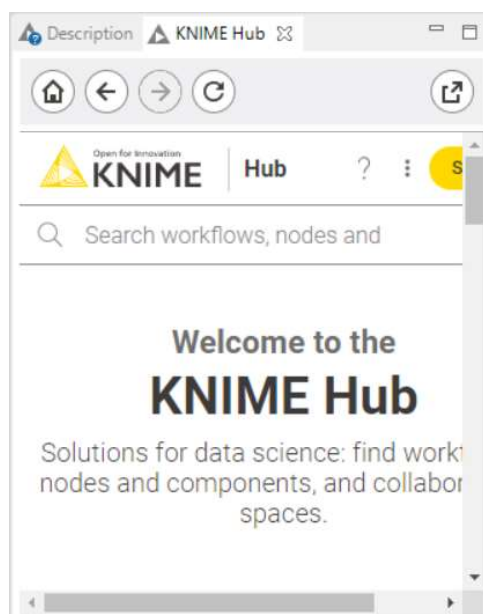 Description KNIME Hub
Open for Innovation
KNIME Hub ? S
Search workflows, nodes and
Welcome to the
KNIME Hub
Solutions for data science: find workf
nodes and components, and collabor
spaces.